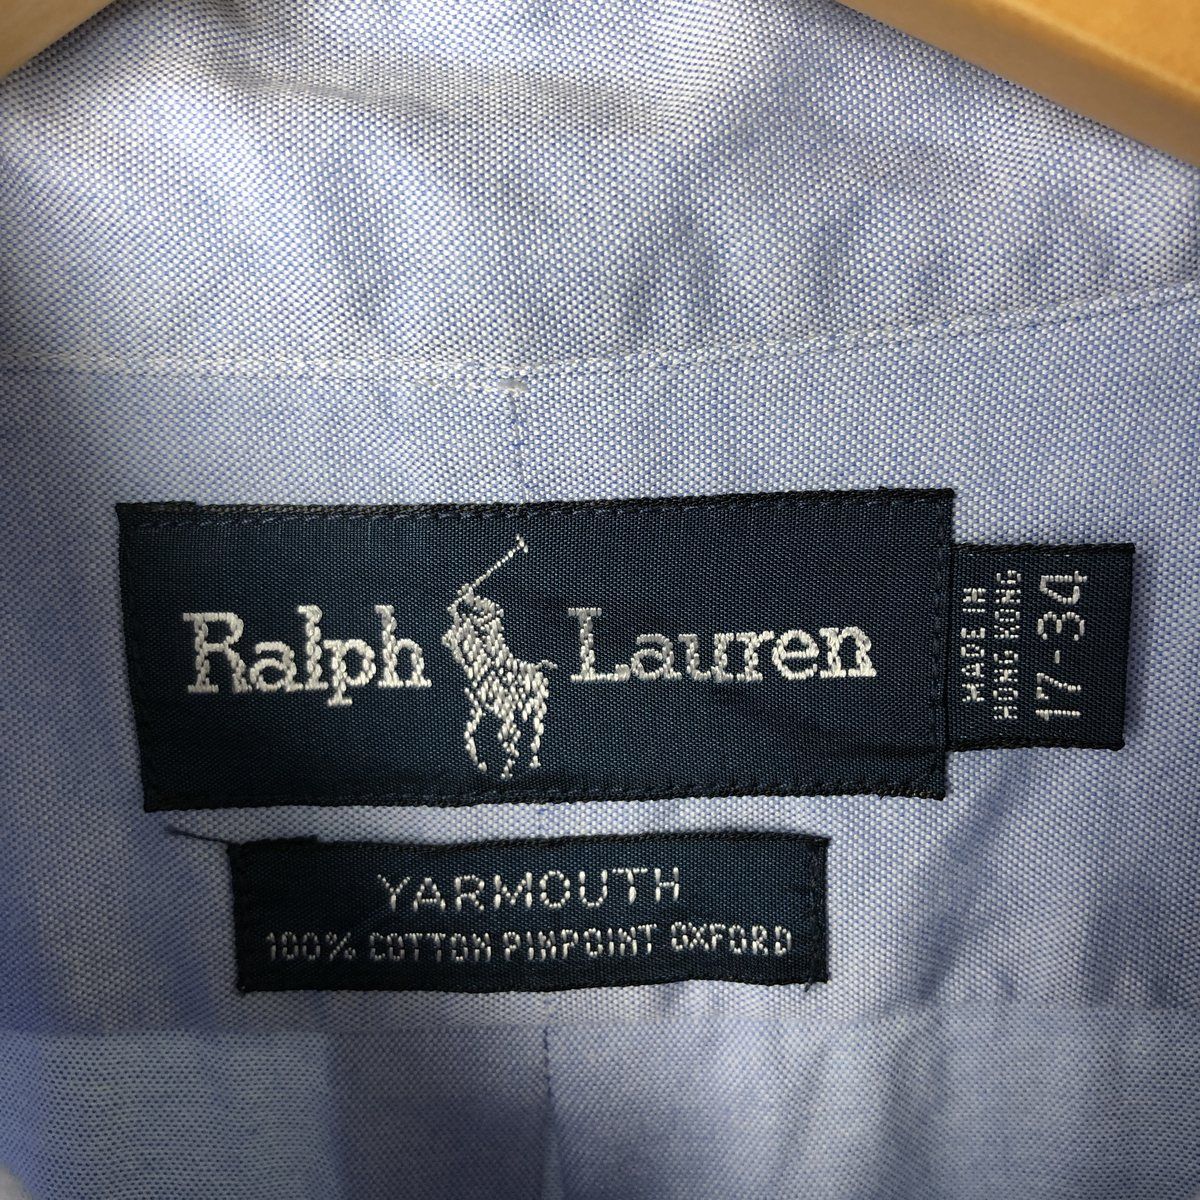 Ralph Lauren
MADE IN
HONG KONG
17-34
YARMOUTH
100% COTTON PINPOINT OXFORD